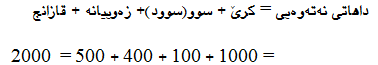 داهاتی نەتەوەیی = کرێ + سوو(سوود)+ زەوییانە + قازانج
2000 = 500 + 400 + 100 + 1000 =